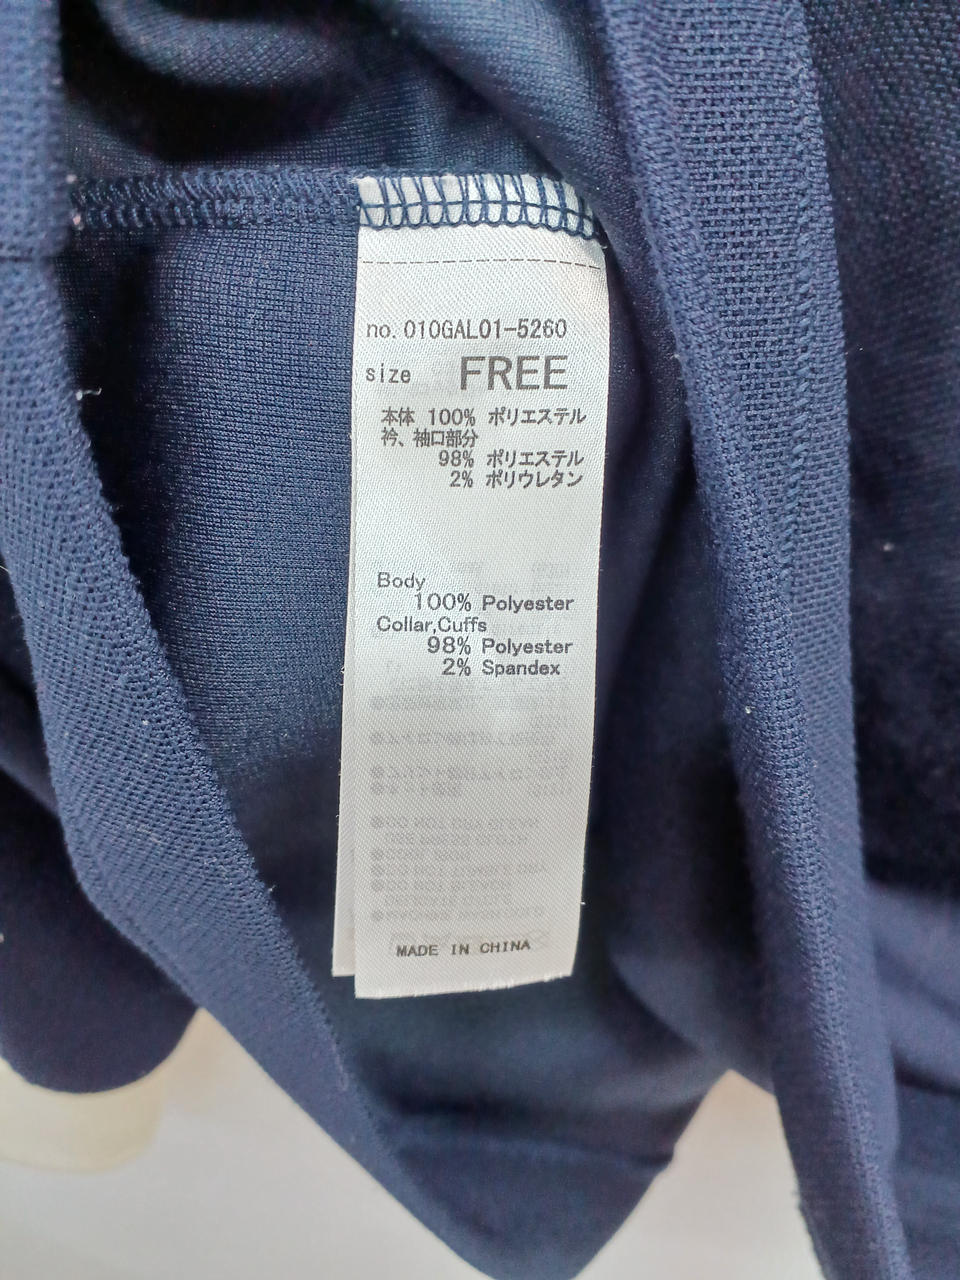 no.010GAL01-5260
size FREE
本体 100% ポリエステル
衿、袖口部分
98% ポリエステル
2% ポリウレタン
Body
100% Polyester
Collar,Cuffs
98% Polyester
2% Spandex
MADE IN CHINA